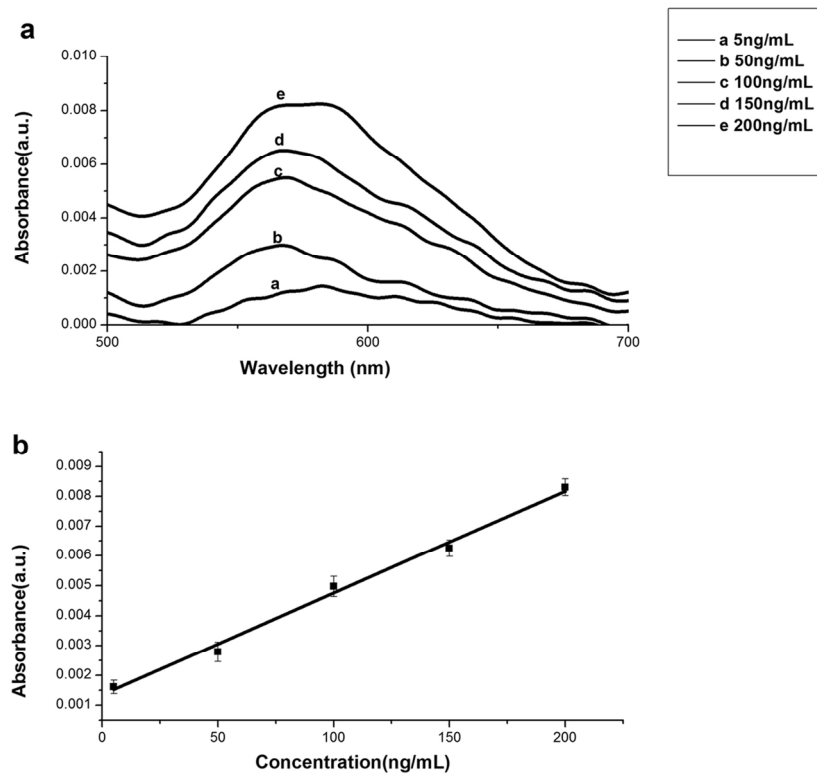 a
a 5ng/mL
b 50ng/mL
c 100ng/mL
d 150ng/mL
e 200ng/mL
0.010
0.008
0.006
0.004
0.002
0.000
Absorbance(a.u.)
e
d
c
b
a
500 600 700
Wavelength (nm)
b
0.009
0.008
0.007
0.006
0.005
0.004
0.003
0.002
0.001
Absorbance(a.u.)
0 50 100 150 200
Concentration(ng/mL)